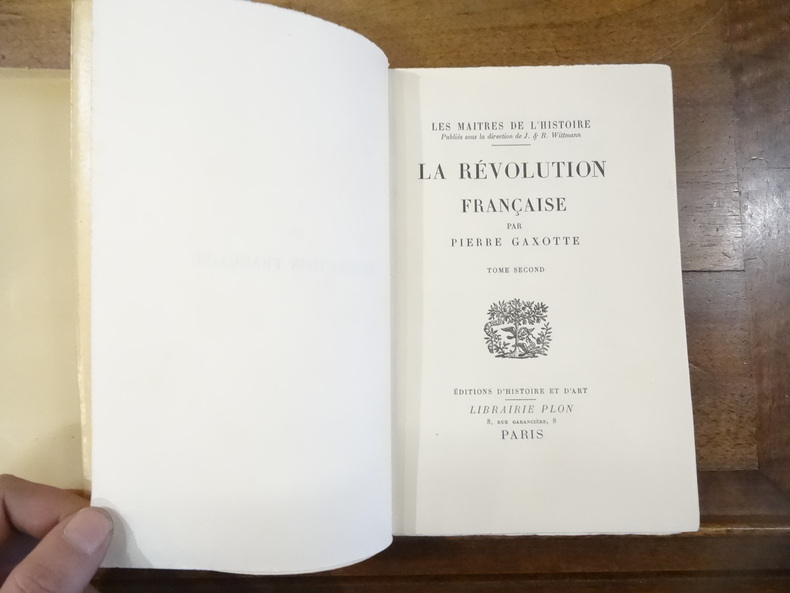 LES MAITRES DE L'HISTOIRE
Publiés sous la direction de J. & R. Wittmann
LA RÉVOLUTION
FRANÇAISE
PAR
PIERRE GAXOTTE
TOME SECOND
ÉDITIONS D'HISTOIRE ET D'ART
LIBRAIRIE PLON
8, RUE GARANCIÈRE, 8
PARIS